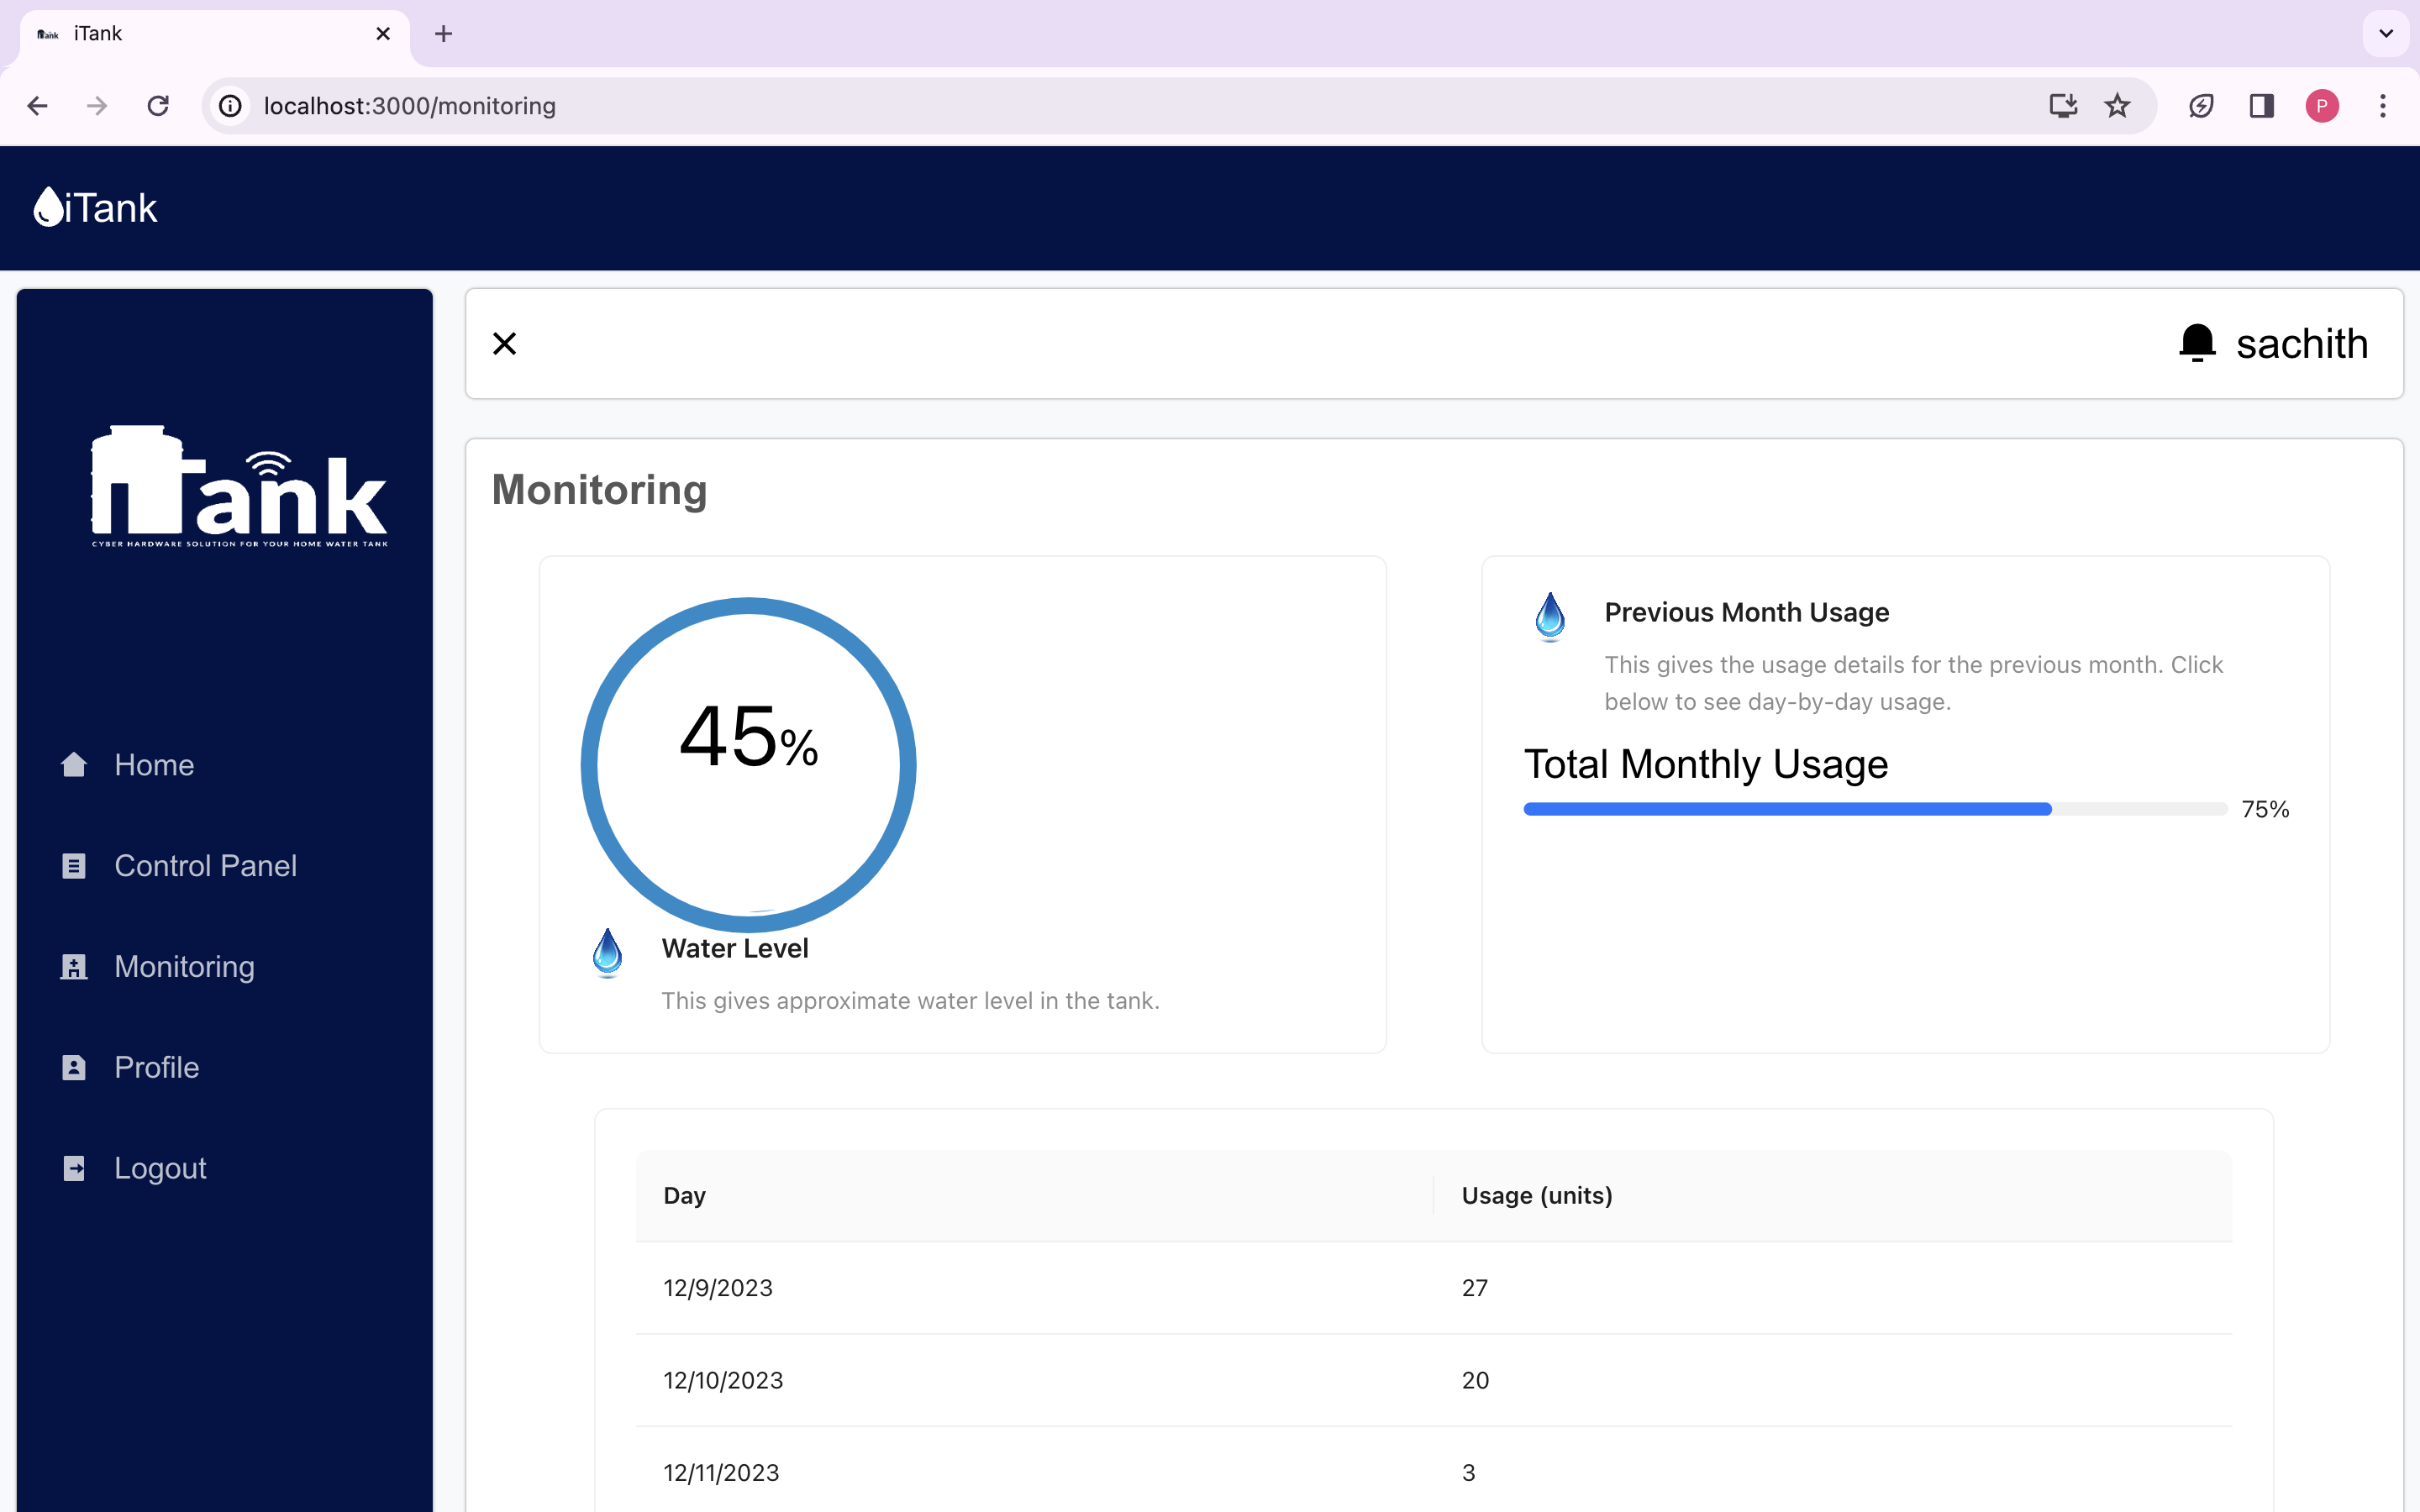 iTank
localhost:3000/monitoring
P
iTank
sachith
iTank
CYBER HARDWARE SOLUTION FOR YOUR HOME WATER TANK
Home
Control Panel
Monitoring
Profile
Logout
Monitoring
45%
Water Level
This gives approximate water level in the tank.
Previous Month Usage
This gives the usage details for the previous month. Click
below to see day-by-day usage.
Total Monthly Usage
75%
Day Usage (units)
12/9/2023 27
12/10/2023 20
12/11/2023 3